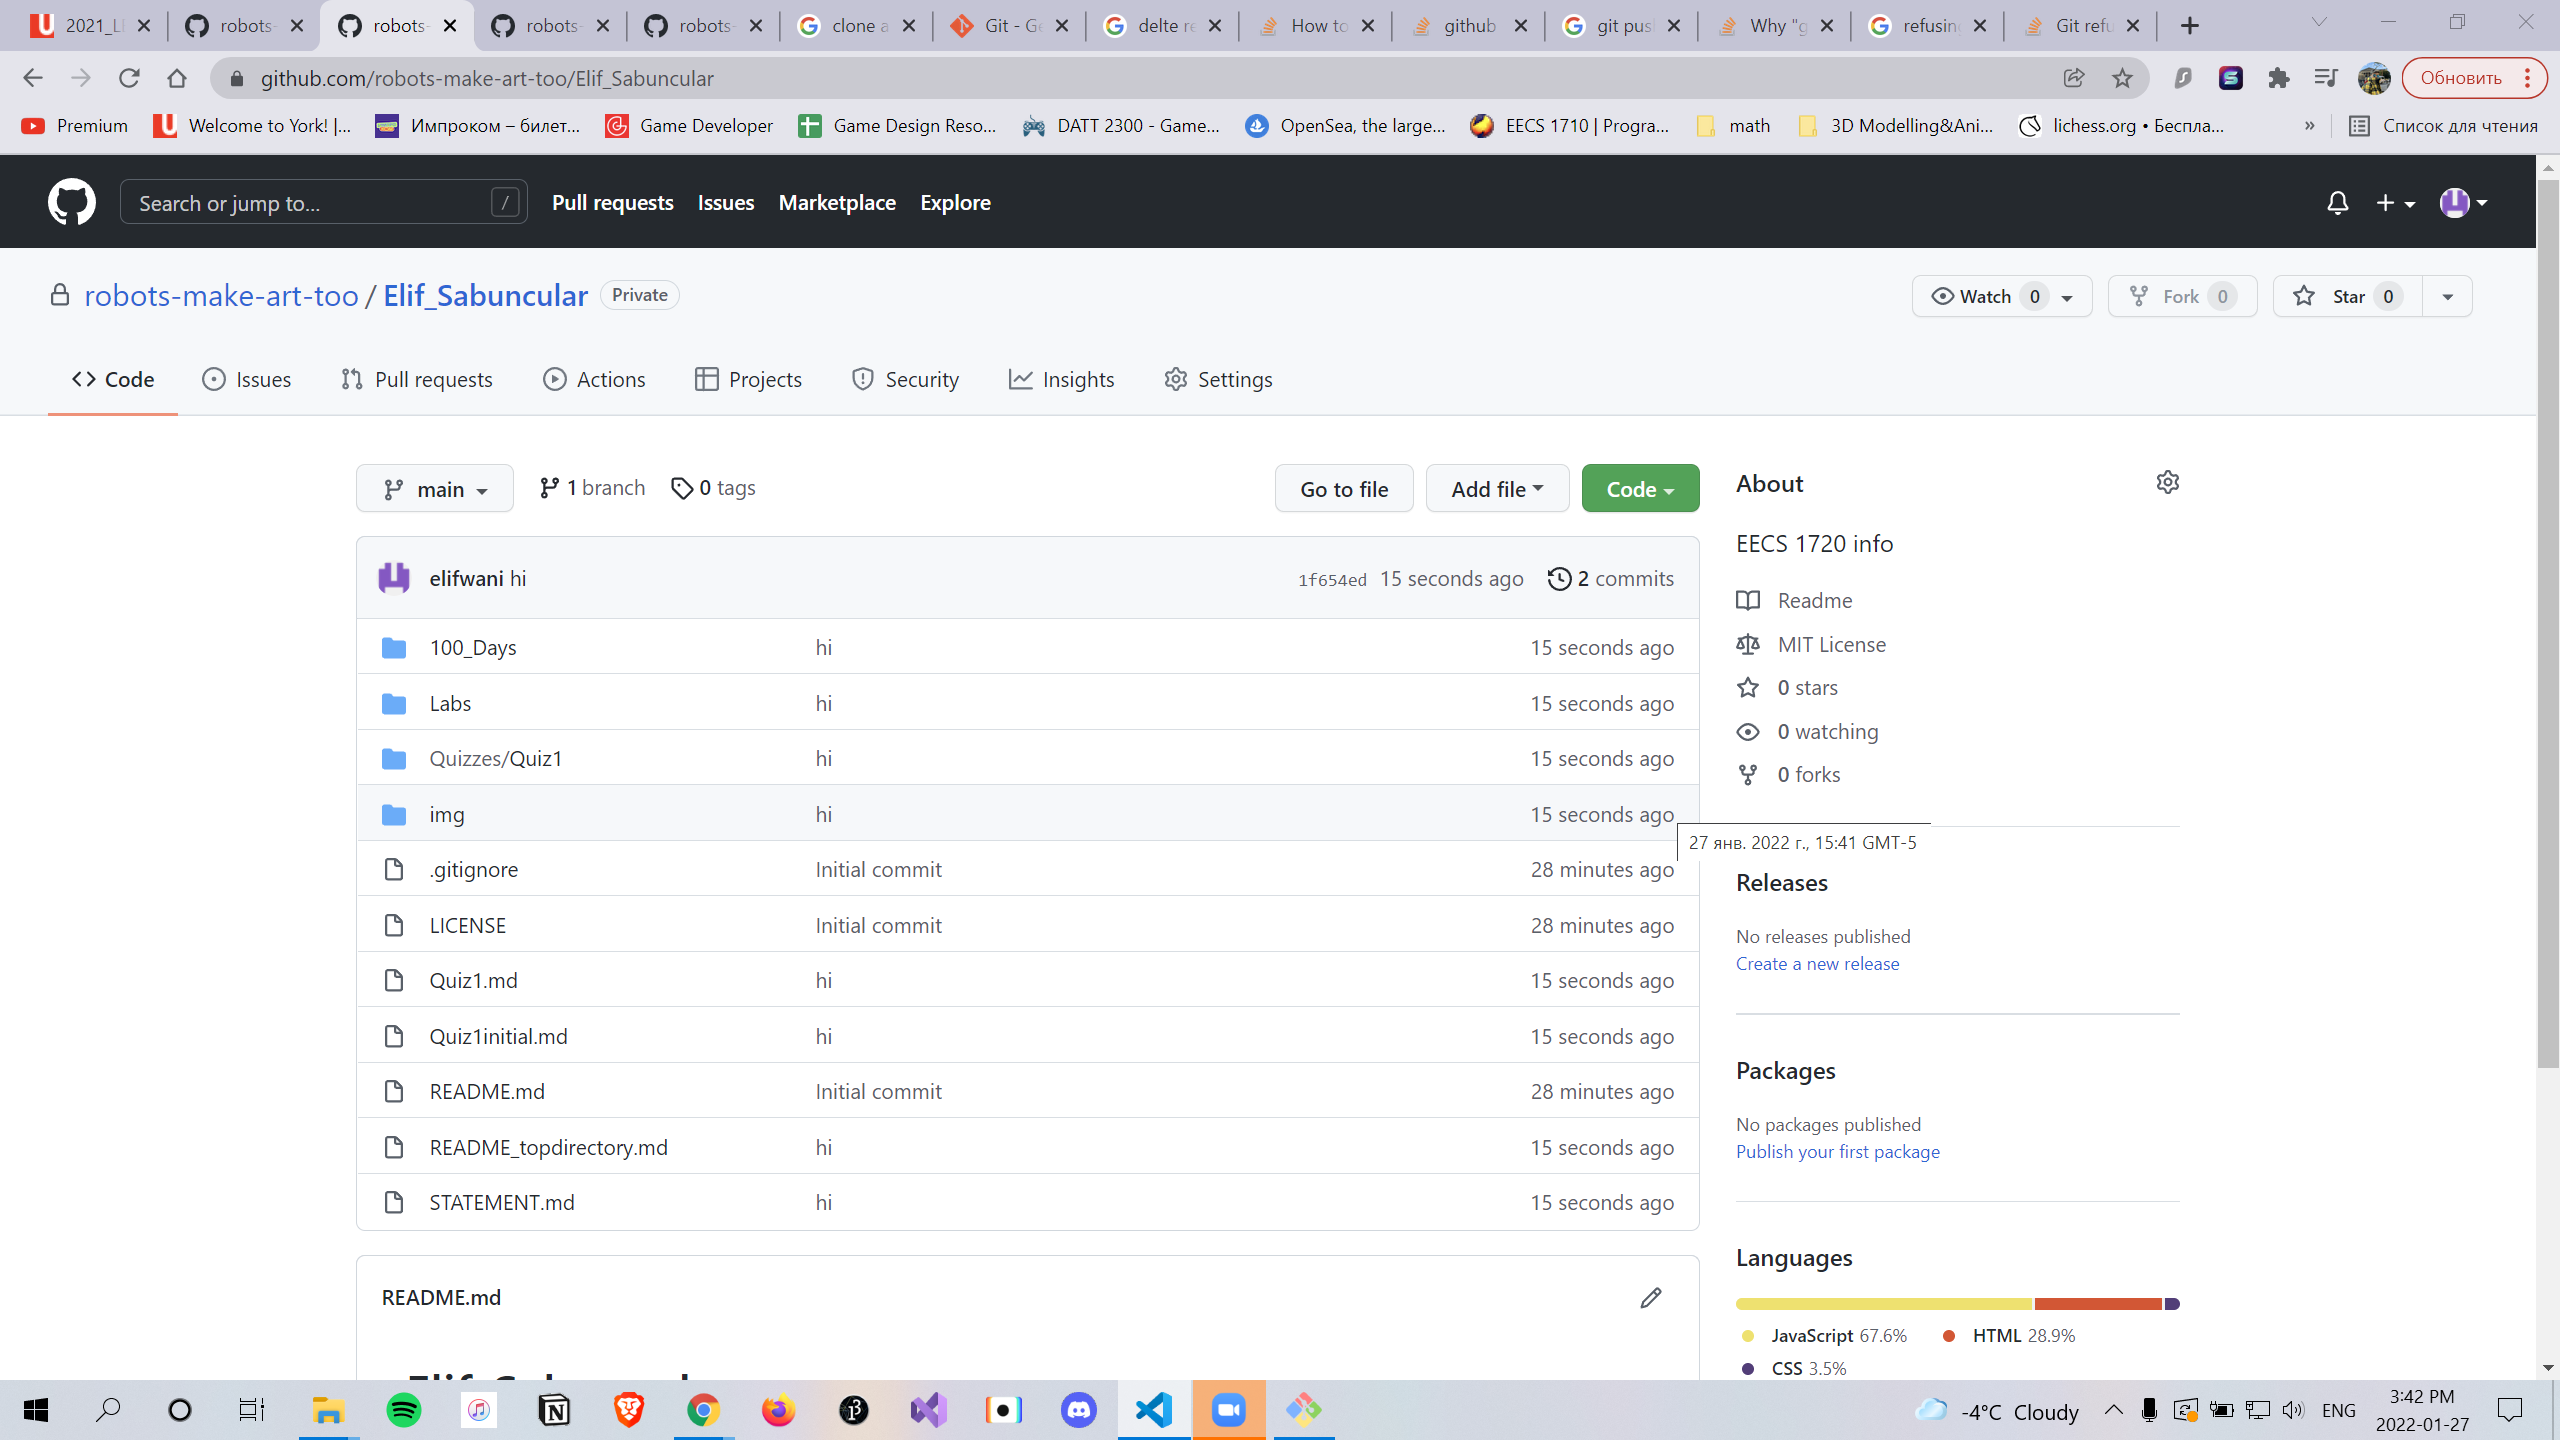 2021_LE
robots-
robots-
robots-
robots-
clone a
Git - Ge
delte re
How to
github
git pus
Why "g
refusing
Git refu
github.com/robots-make-art-too/Elif_Sabuncular
Обновить
Premium
Welcome to York! |...
Импроком – билет...
Game Developer
Game Design Reso...
DATT 2300 - Game...
OpenSea, the large...
EECS 1710 | Progra...
math
3D Modelling&Ani...
lichess.org • Беспла...
»
Список для чтения
Search or jump to...
/
Pull requests
Issues
Marketplace
Explore
robots-make-art-too / Elif_Sabuncular
Private
Watch 0
Fork 0
Star 0
Code
Issues
Pull requests
Actions
Projects
Security
Insights
Settings
main
1 branch
0 tags
Go to file
Add file
Code
elifwani hi
1f654ed 15 seconds ago
2 commits
100_Days hi 15 seconds ago
Labs hi 15 seconds ago
Quizzes/Quiz1 hi 15 seconds ago
img hi 15 seconds ago
.gitignore Initial commit 28 minutes ago
LICENSE Initial commit 28 minutes ago
Quiz1.md hi 15 seconds ago
Quiz1initial.md hi 15 seconds ago
README.md Initial commit 28 minutes ago
README_topdirectory.md hi 15 seconds ago
STATEMENT.md hi 15 seconds ago
README.md
About
EECS 1720 info
Readme
MIT License
0 stars
0 watching
0 forks
27 янв. 2022 г., 15:41 GMT-5
Releases
No releases published
Create a new release
Packages
No packages published
Publish your first package
Languages
JavaScript 67.6%
HTML 28.9%
CSS 3.5%
-4°C Cloudy
ENG
3:42 PM
2022-01-27